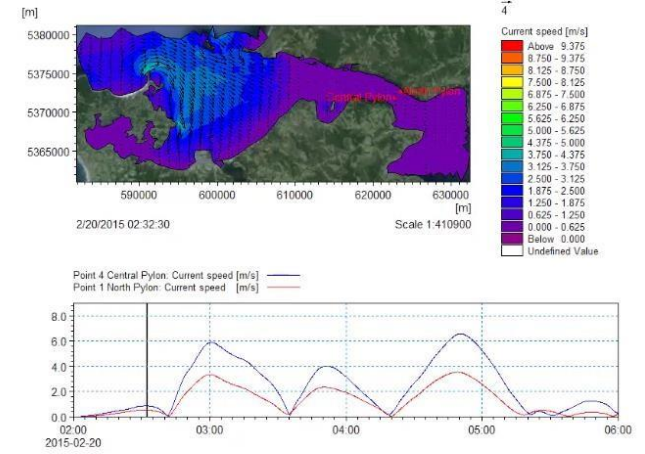 [m]
5380000
5375000
5370000
5365000
Central Pylon
North Pylon
590000 600000 610000 620000 630000
[m]
2/20/2015 02:32:30 Scale 1:410900
4
Current speed [m/s]
Above 9.375
8.750 - 9.375
8.125 - 8.750
7.500 - 8.125
6.875 - 7.500
6.250 - 6.875
5.625 - 6.250
5.000 - 5.625
4.375 - 5.000
3.750 - 4.375
3.125 - 3.750
2.500 - 3.125
1.875 - 2.500
1.250 - 1.875
0.625 - 1.250
0.000 - 0.625
Below 0.000
Undefined Value
Point 4 Central Pylon: Current speed [m/s]
Point 1 North Pylon: Current speed [m/s]
8.0
6.0
4.0
2.0
0.0
02:00 03:00 04:00 05:00 06:00
2015-02-20